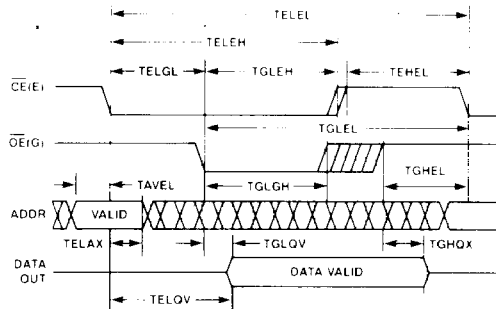 TELEL
TELEH
TELGL TGLEH TEHEL
CE(E)
TGLEL
OE(G)
TAVEL TGLGH TGHEL
ADDR VALID
TELAX TGLQV TGHQX
DATA OUT DATA VALID
TELQV